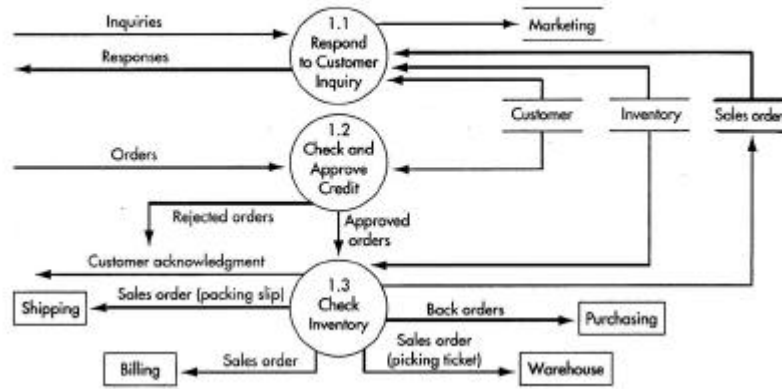 Inquiries
1.1
Respond
to Customer
Inquiry
Marketing
Responses
Customer
Inventory
Sales order
1.2
Check and
Approve
Credit
Orders
Rejected orders
Approved
orders
Customer acknowledgment
1.3
Check
Inventory
Shipping
Sales order (packing slip)
Back orders
Purchasing
Billing
Sales order
Sales order
(picking ticket)
Warehouse